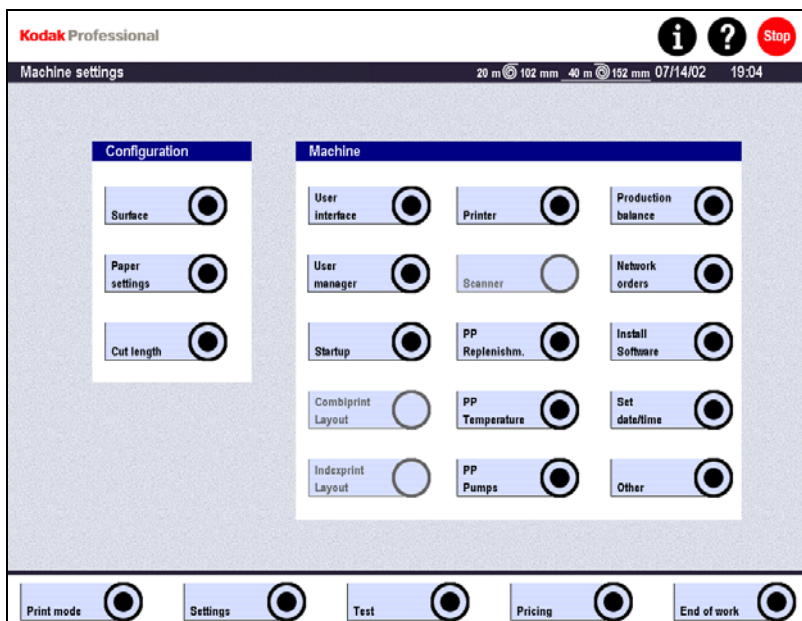 Kodak Professional
i ? Stop
Machine settings 20 m 102 mm 40 m 152 mm 07/14/02 19:04
Configuration
Surface
Paper
settings
Cut length
Machine
User
interface
Printer
Production
balance
User
manager
Scanner
Network
orders
Startup
PP
Replenishm.
Install
Software
Combiprint
Layout
PP
Temperature
Set
date/time
Indexprint
Layout
PP
Pumps
Other
Print mode
Settings
Test
Pricing
End of work